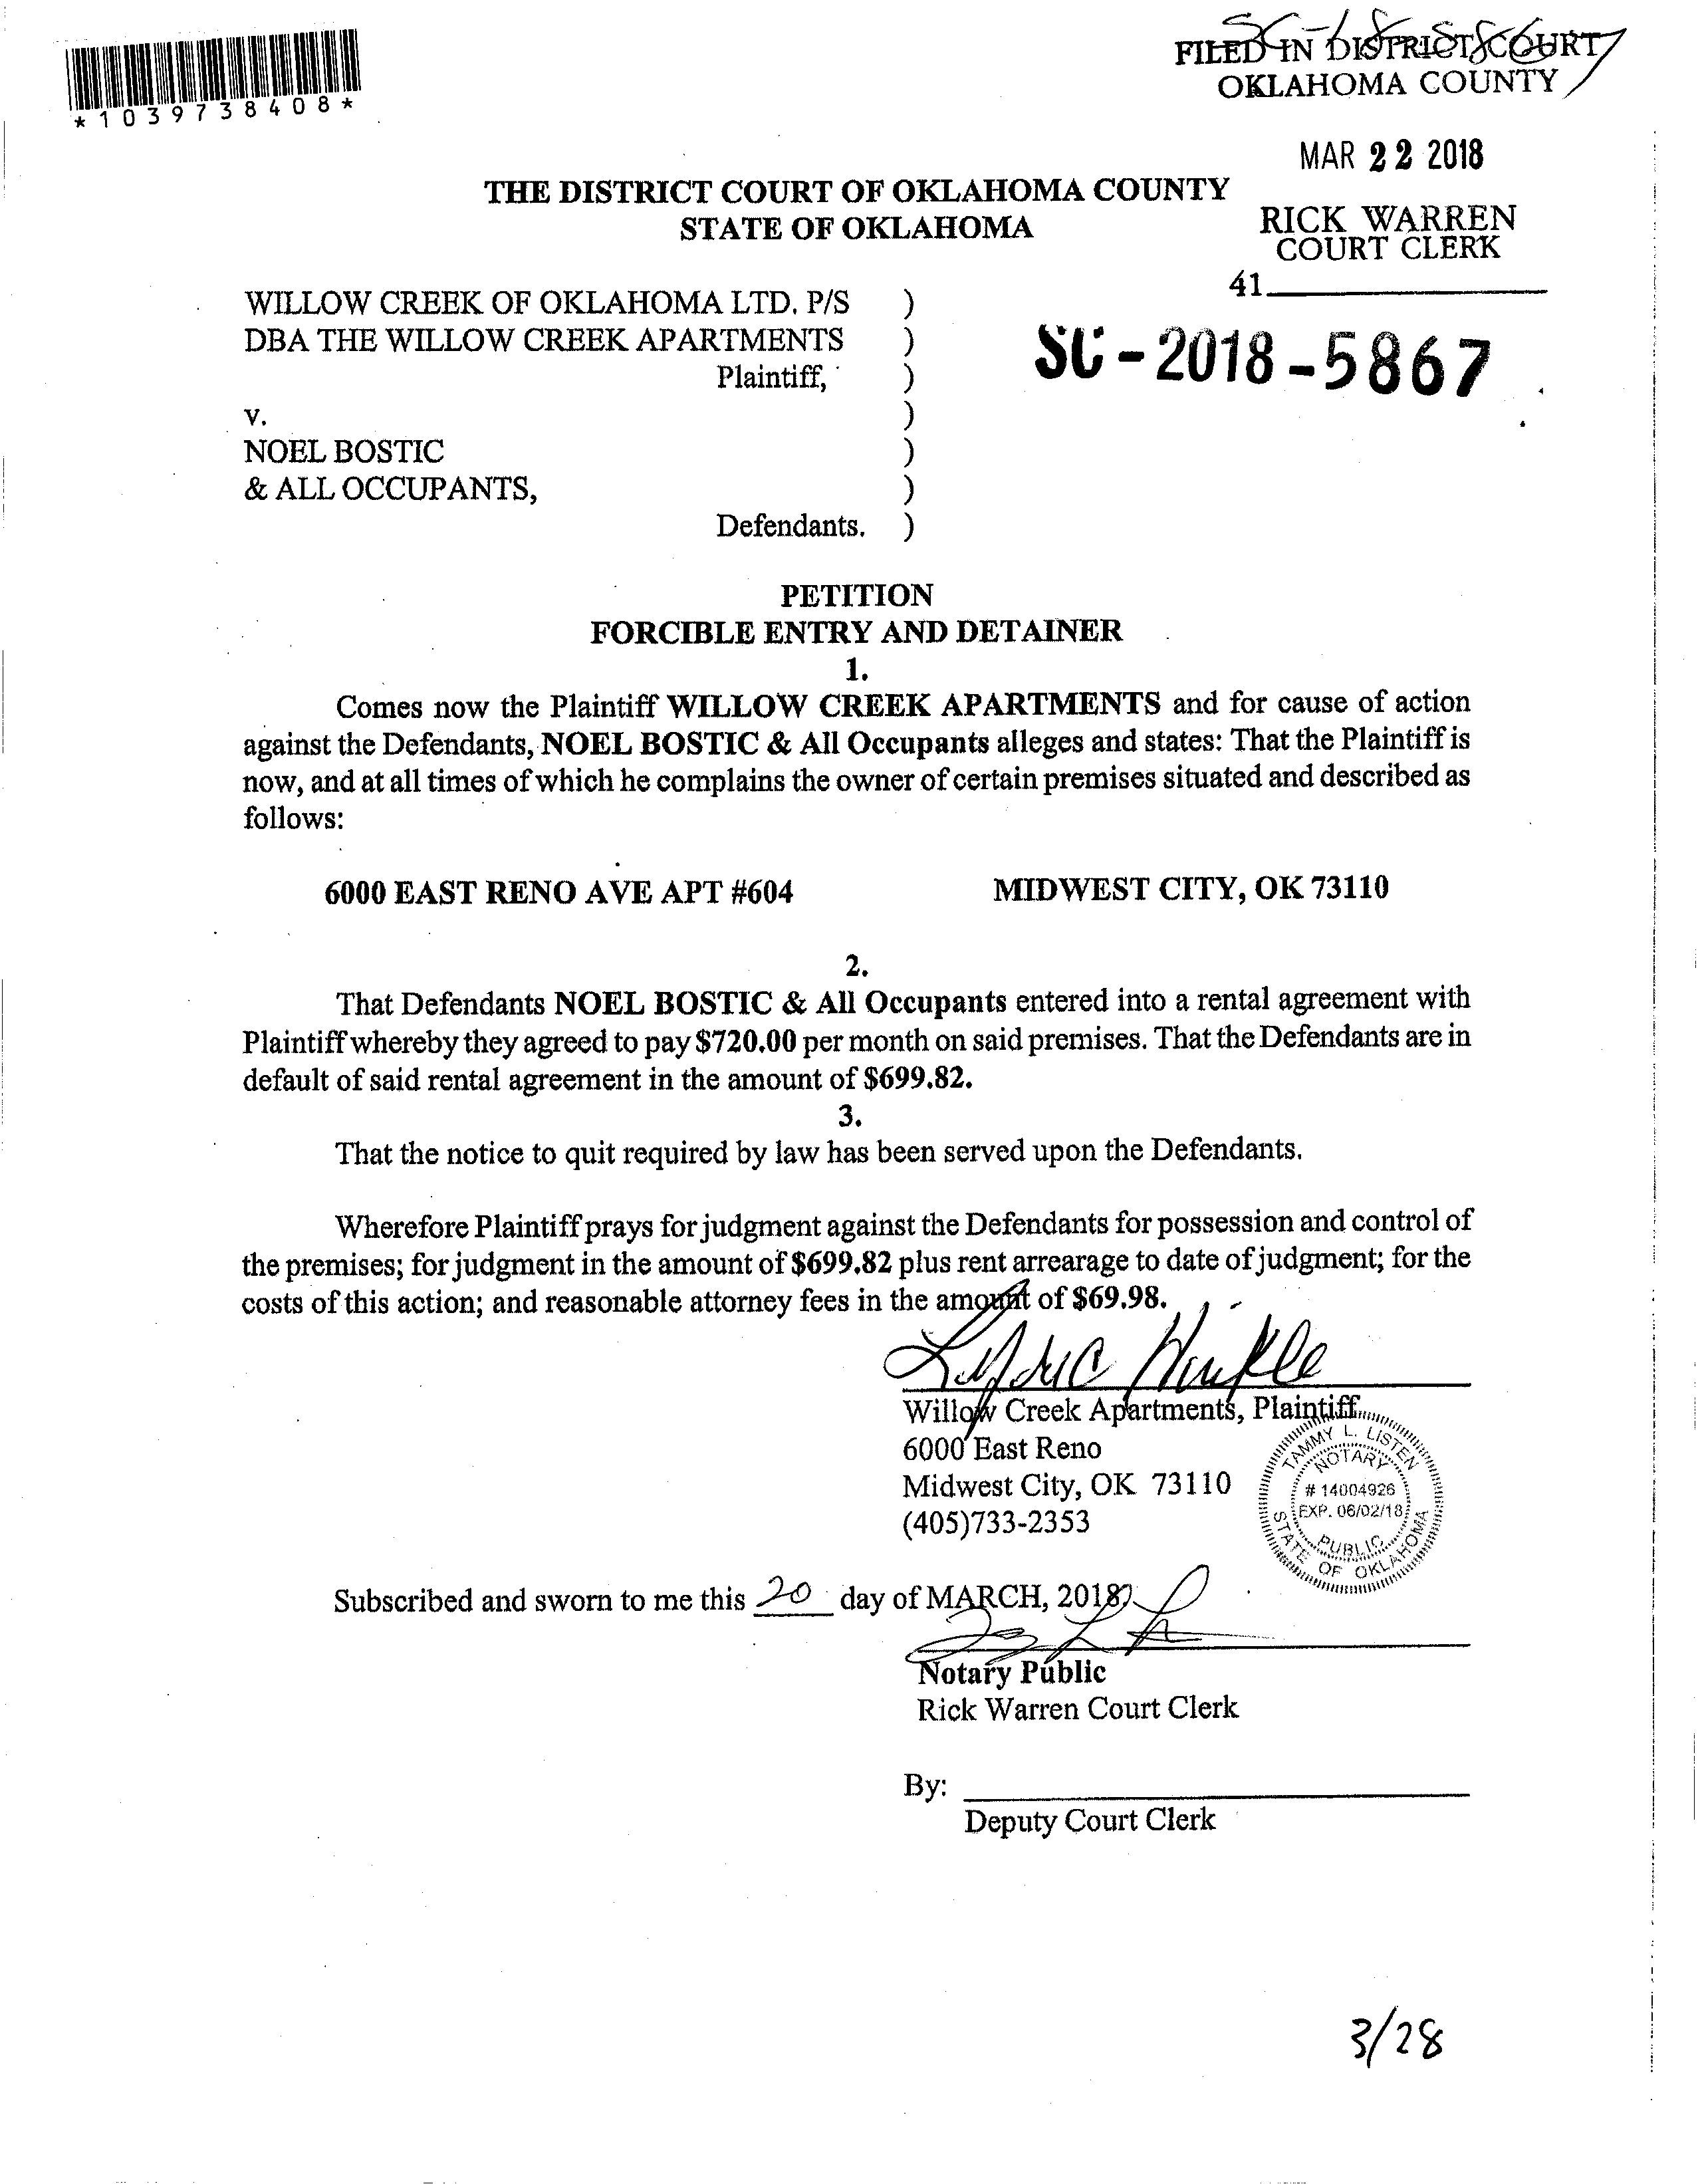 *1039738408*
SC-18-5867
FILED IN DISTRICT COURT
OKLAHOMA COUNTY
MAR 22 2018
RICK WARREN
COURT CLERK
41
THE DISTRICT COURT OF OKLAHOMA COUNTY
STATE OF OKLAHOMA
WILLOW CREEK OF OKLAHOMA LTD. P/S )
DBA THE WILLOW CREEK APARTMENTS )
Plaintiff, )
v. )
NOEL BOSTIC )
& ALL OCCUPANTS, )
Defendants. )
SC-2018-5867
PETITION
FORCIBLE ENTRY AND DETAINER
1.
Comes now the Plaintiff WILLOW CREEK APARTMENTS and for cause of action
against the Defendants, NOEL BOSTIC & All Occupants alleges and states: That the Plaintiff is
now, and at all times of which he complains the owner of certain premises situated and described as
follows:
6000 EAST RENO AVE APT #604 MIDWEST CITY, OK 73110
2.
That Defendants NOEL BOSTIC & All Occupants entered into a rental agreement with
Plaintiff whereby they agreed to pay $720.00 per month on said premises. That the Defendants are in
default of said rental agreement in the amount of $699.82.
3.
That the notice to quit required by law has been served upon the Defendants.
Wherefore Plaintiff prays for judgment against the Defendants for possession and control of
the premises; for judgment in the amount of $699.82 plus rent arrearage to date of judgment; for the
costs of this action; and reasonable attorney fees in the amount of $69.98.
Willow Creek Apartments, Plaintiff
6000 East Reno
Midwest City, OK 73110
(405)733-2353
TAMMY L. LISTEN
NOTARY
# 14004926
EXP. 06/02/18
PUBLIC
STATE OF OKLAHOMA
Subscribed and sworn to me this 20 day of MARCH, 2018
Notary Public
Rick Warren Court Clerk
By:
Deputy Court Clerk
3/28